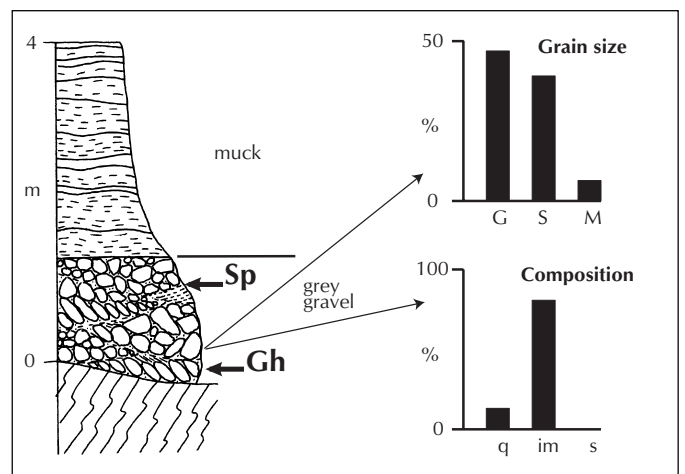 4
m
0
muck
Sp
Gh
grey
gravel
50
Grain size
%
0
G S M
100
Composition
%
0
q im s